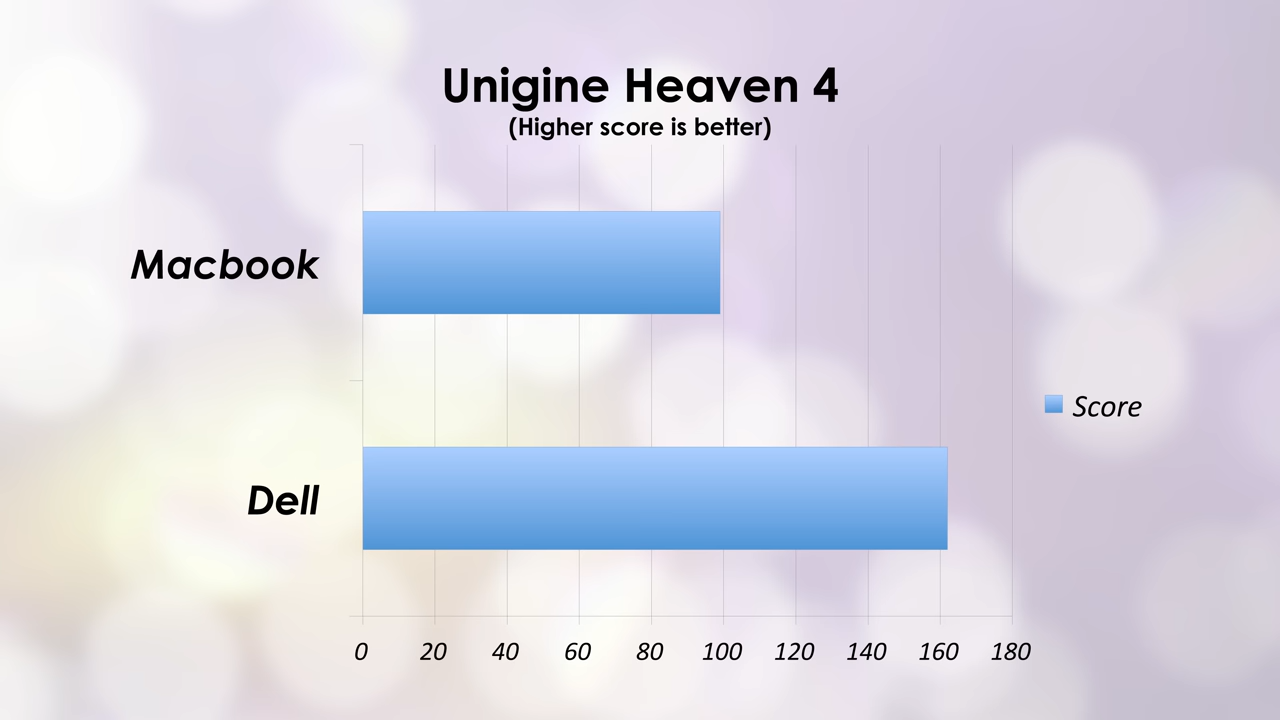 Unigine Heaven 4
(Higher score is better)
Macbook
Score
Dell
0 20 40 60 80 100 120 140 160 180